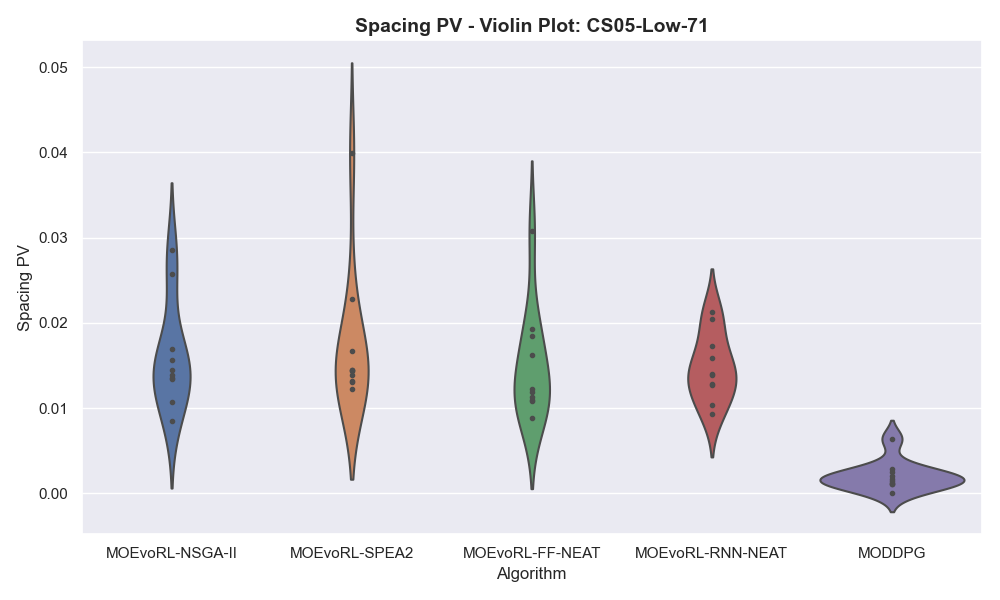 Spacing PV - Violin Plot: CS05-Low-71
0.05
0.04
0.03
0.02
0.01
0.00
Spacing PV
MOEvoRL-NSGA-II
MOEvoRL-SPEA2
MOEvoRL-FF-NEAT
MOEvoRL-RNN-NEAT
MODDPG
Algorithm